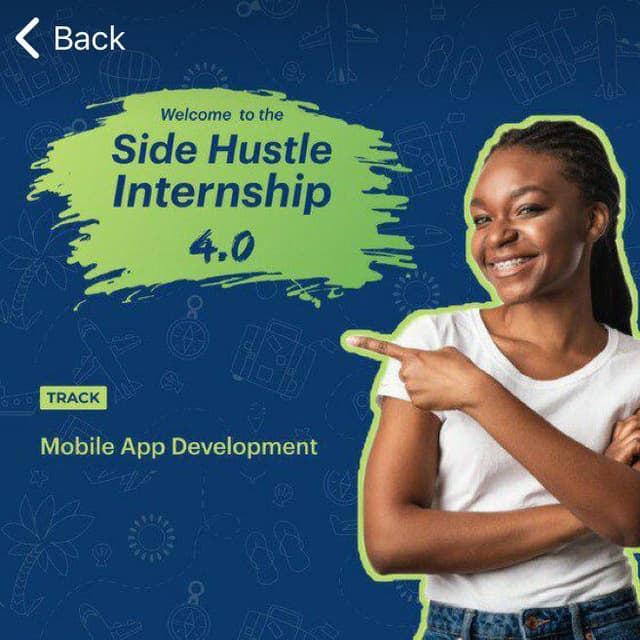 Back
Welcome to the
Side Hustle
Internship
4.0
TRACK
Mobile App Development